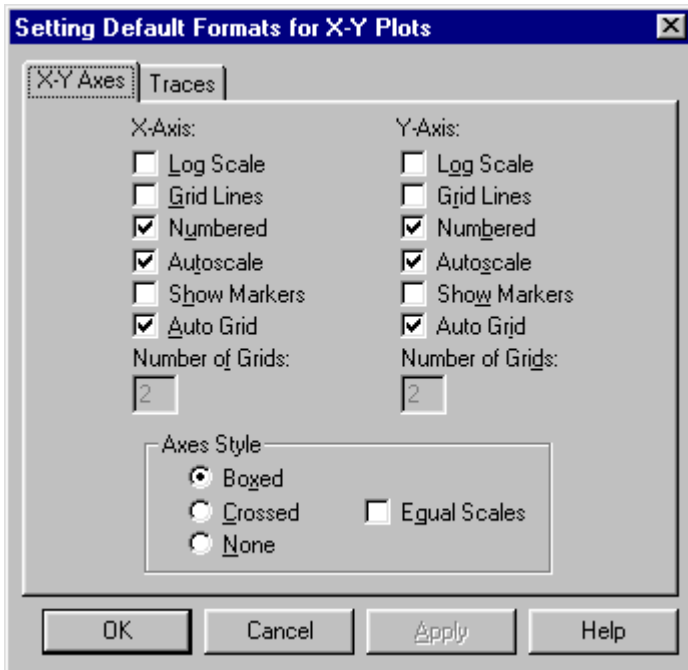 Setting Default Formats for X-Y Plots
X-Y Axes Traces
X-Axis: Y-Axis:
Log Scale Log Scale
Grid Lines Grid Lines
Numbered Numbered
Autoscale Autoscale
Show Markers Show Markers
Auto Grid Auto Grid
Number of Grids: Number of Grids:
2 2
Axes Style
Boxed
Crossed Equal Scales
None
OK Cancel Apply Help